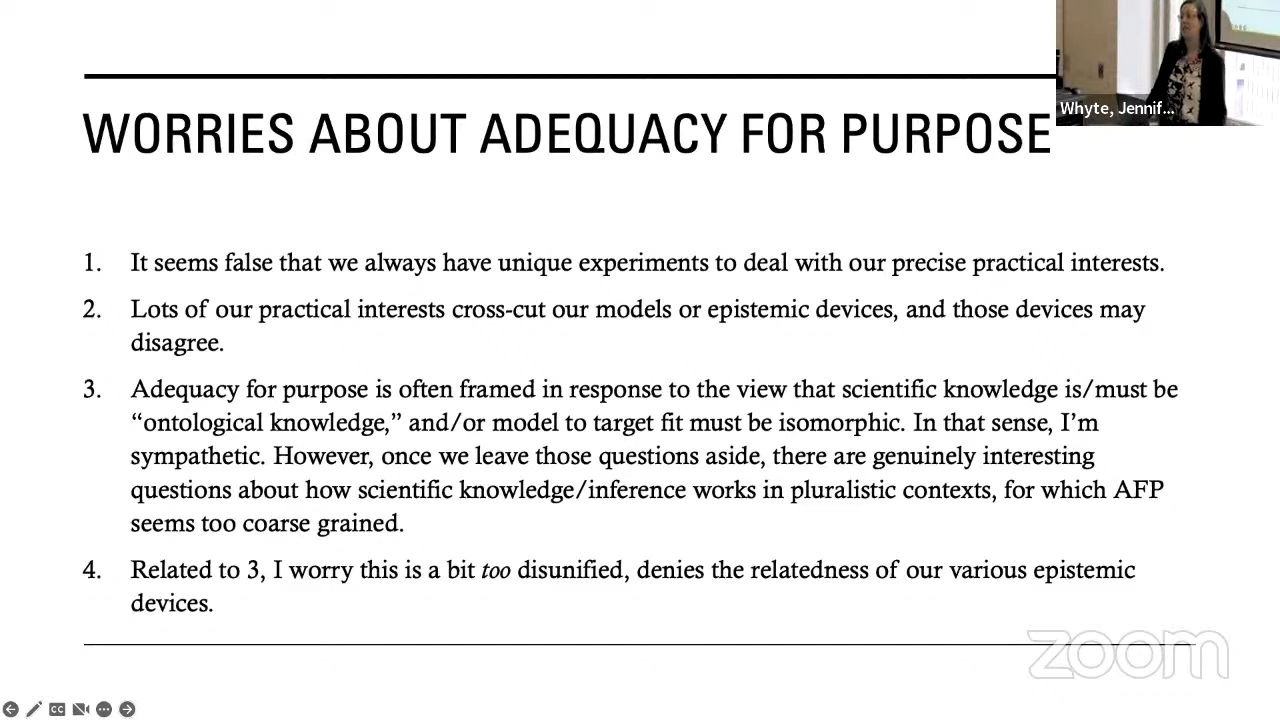 WORRIES ABOUT ADEQUACY FOR PURPOSE
Whyte, Jennif...
1. It seems false that we always have unique experiments to deal with our precise practical interests.
2. Lots of our practical interests cross-cut our models or epistemic devices, and those devices may
disagree.
3. Adequacy for purpose is often framed in response to the view that scientific knowledge is/must be
“ontological knowledge,” and/or model to target fit must be isomorphic. In that sense, I’m
sympathetic. However, once we leave those questions aside, there are genuinely interesting
questions about how scientific knowledge/inference works in pluralistic contexts, for which AFP
seems too coarse grained.
4. Related to 3, I worry this is a bit too disunified, denies the relatedness of our various epistemic
devices.
zoom
CC